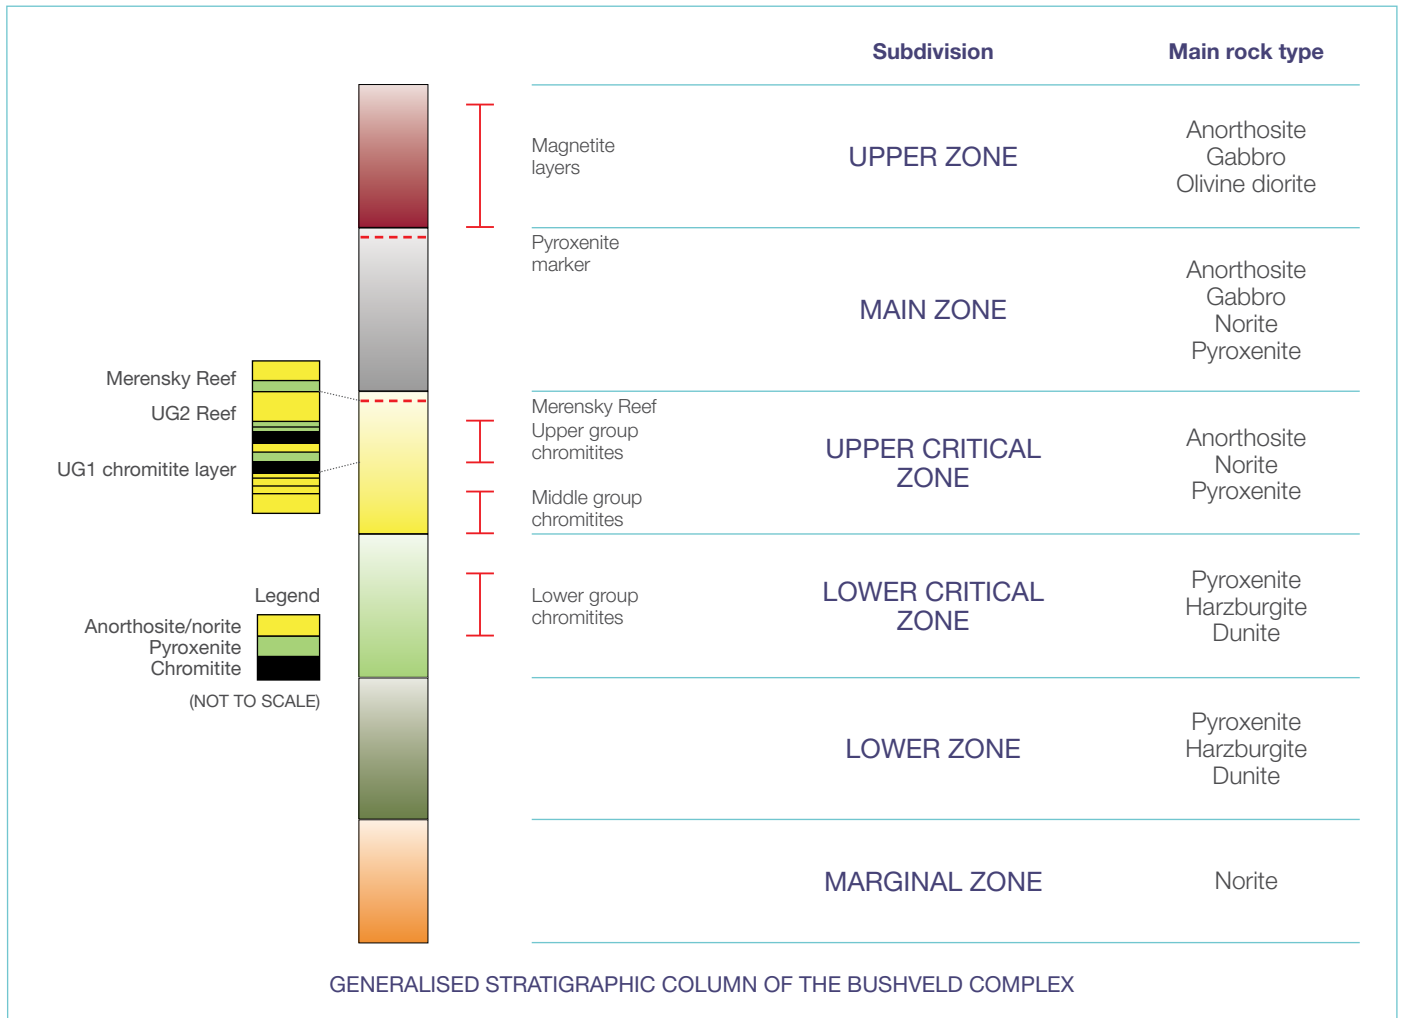 Subdivision
Main rock type
Magnetite
layers
UPPER ZONE
Anorthosite
Gabbro
Olivine diorite
Pyroxenite
marker
MAIN ZONE
Anorthosite
Gabbro
Norite
Pyroxenite
Merensky Reef
UG2 Reef
UG1 chromitite layer
Merensky Reef
Upper group
chromitites
Middle group
chromitites
UPPER CRITICAL
ZONE
Anorthosite
Norite
Pyroxenite
Legend
Anorthosite/norite
Pyroxenite
Chromitite
(NOT TO SCALE)
Lower group
chromitites
LOWER CRITICAL
ZONE
Pyroxenite
Harzburgite
Dunite
LOWER ZONE
Pyroxenite
Harzburgite
Dunite
MARGINAL ZONE
Norite
GENERALISED STRATIGRAPHIC COLUMN OF THE BUSHVELD COMPLEX